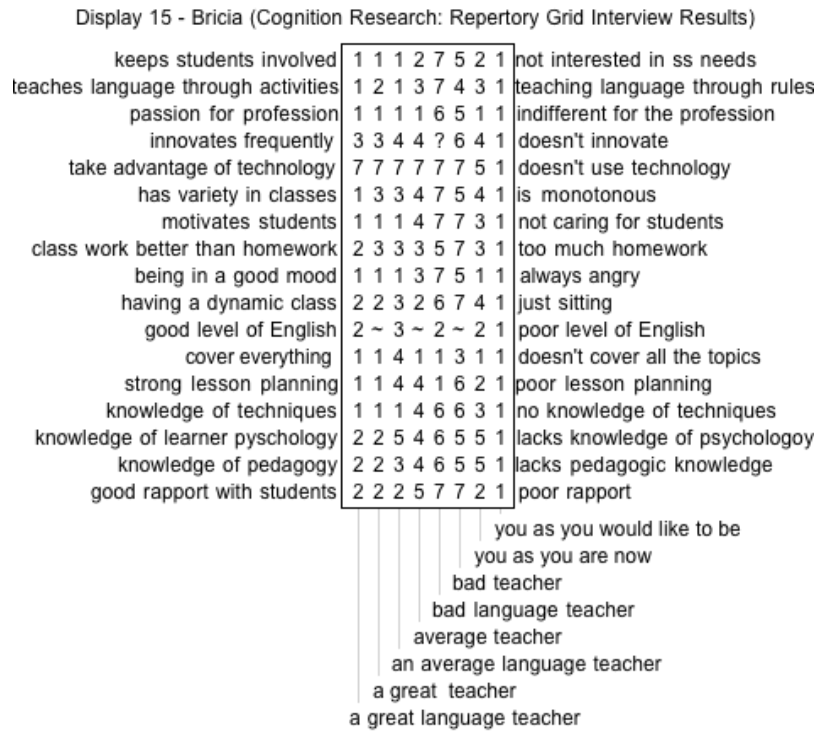 Display 15 - Bricia (Cognition Research: Repertory Grid Interview Results)
keeps students involved 1 1 1 2 7 5 2 1 not interested in ss needs
teaches language through activities 1 2 1 3 7 4 3 1 teaching language through rules
passion for profession 1 1 1 1 6 5 1 1 indifferent for the profession
innovates frequently 3 3 4 4 ? 6 4 1 doesn't innovate
take advantage of technology 7 7 7 7 7 7 5 1 doesn't use technology
has variety in classes 1 3 3 4 7 5 4 1 is monotonous
motivates students 1 1 1 4 7 7 3 1 not caring for students
class work better than homework 2 3 3 3 5 7 3 1 too much homework
being in a good mood 1 1 1 3 7 5 1 1 always angry
having a dynamic class 2 2 3 2 6 7 4 1 just sitting
good level of English 2 ~ 3 ~ 2 ~ 2 1 poor level of English
cover everything 1 1 4 1 1 3 1 1 doesn't cover all the topics
strong lesson planning 1 1 4 4 1 6 2 1 poor lesson planning
knowledge of techniques 1 1 1 4 6 6 3 1 no knowledge of techniques
knowledge of learner pyschology 2 2 5 4 6 5 5 1 lacks knowledge of psychologoy
knowledge of pedagogy 2 2 3 4 6 5 5 1 lacks pedagogic knowledge
good rapport with students 2 2 2 5 7 7 2 1 poor rapport
you as you would like to be
you as you are now
bad teacher
bad language teacher
average teacher
an average language teacher
a great teacher
a great language teacher